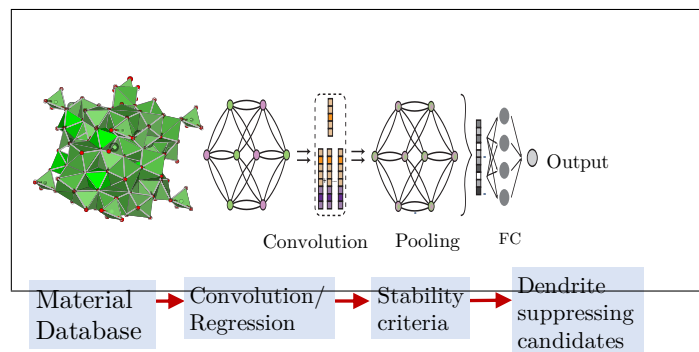 Output
Convolution
Pooling
FC
Material
Database
Convolution/
Regression
Stability
criteria
Dendrite
suppressing
candidates